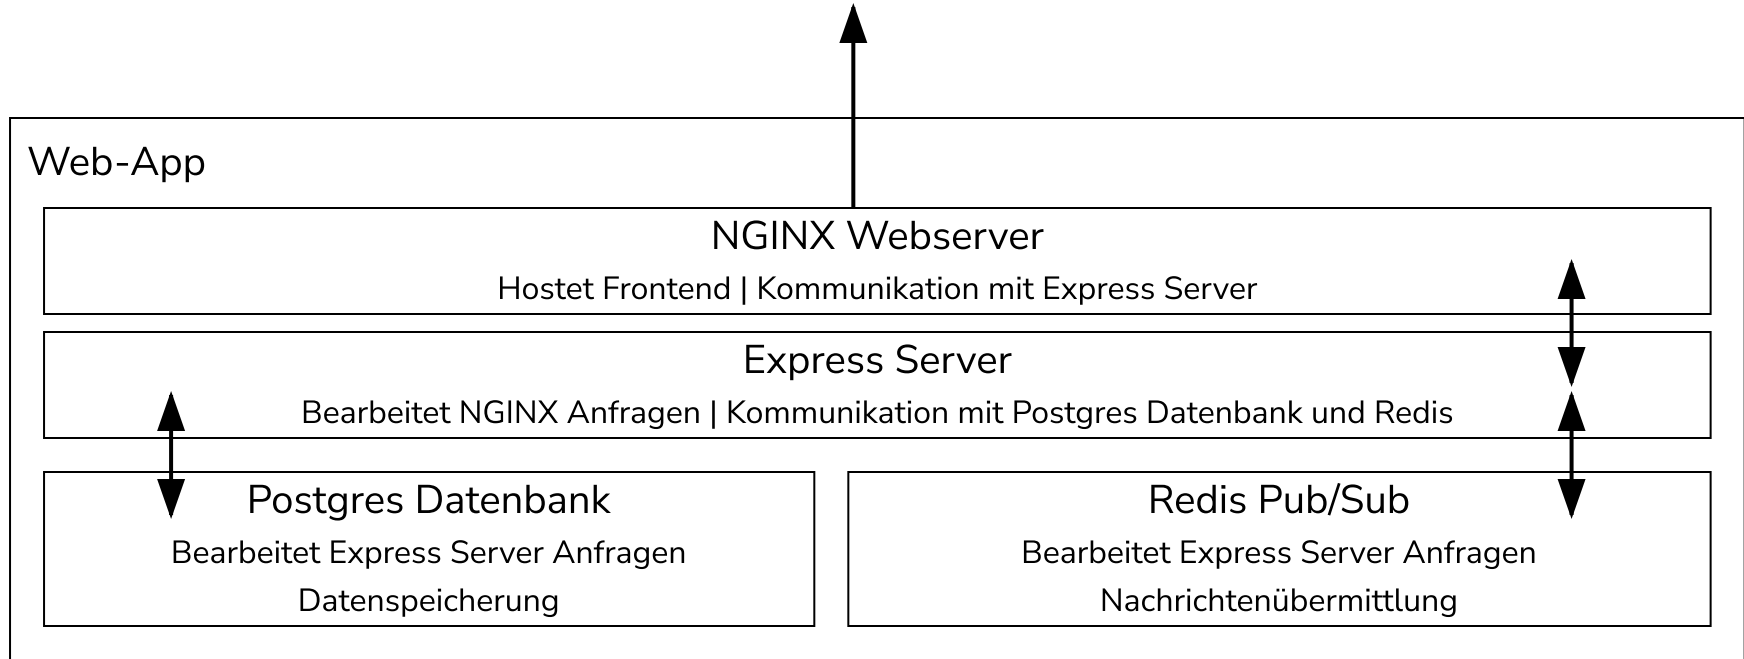 Web-App
NGINX Webserver
Hostet Frontend | Kommunikation mit Express Server
Express Server
Bearbeitet NGINX Anfragen | Kommunikation mit Postgres Datenbank und Redis
Postgres Datenbank
Bearbeitet Express Server Anfragen
Datenspeicherung
Redis Pub/Sub
Bearbeitet Express Server Anfragen
Nachrichtenübermittlung